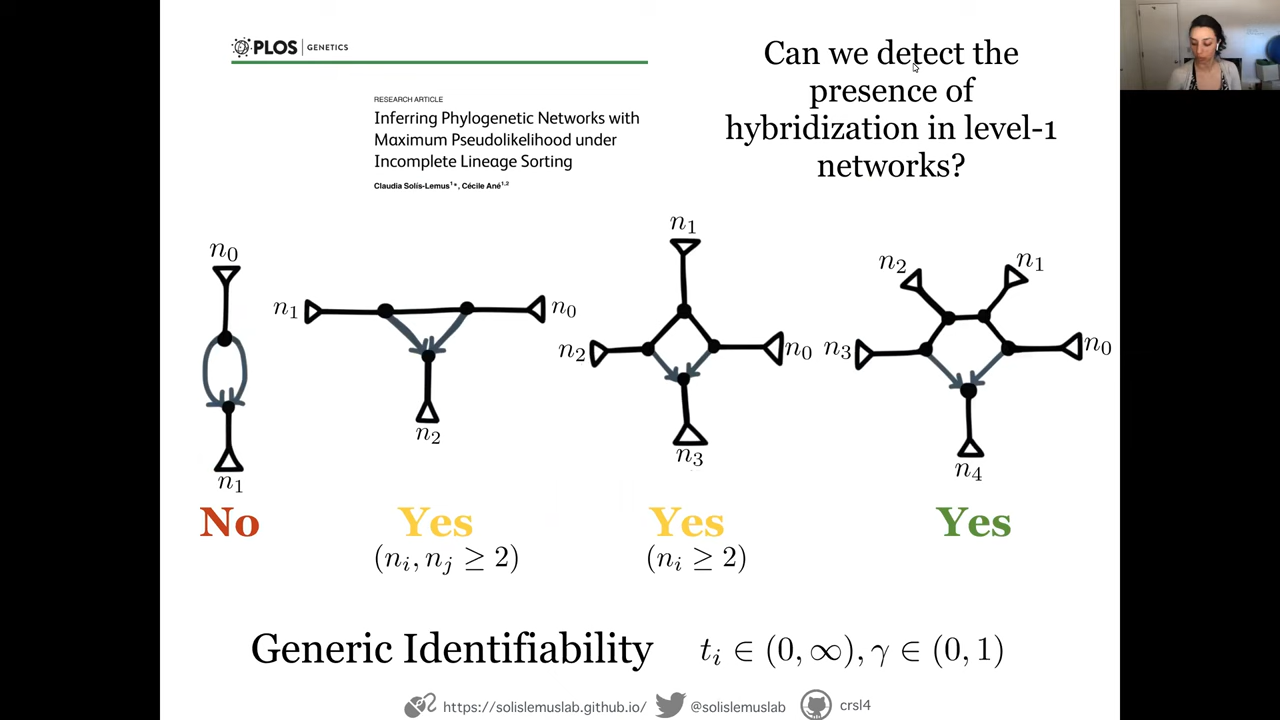 PLOS | GENETICS
RESEARCH ARTICLE
Inferring Phylogenetic Networks with
Maximum Pseudolikelihood under
Incomplete Lineage Sorting
Claudia Solís-Lemus¹*, Cécile Ané¹,²
Can we detect the
presence of
hybridization in level-1
networks?
n₀
n₁
n₁
n₀
n₂
n₁
n₂
n₀
n₃
n₂
n₁
n₃
n₀
n₄
No
Yes
(nᵢ, nⱼ ≥ 2)
Yes
(nᵢ ≥ 2)
Yes
Generic Identifiability tᵢ ∈ (0, ∞), γ ∈ (0, 1)
https://solislemuslab.github.io/ @solislemuslab crsl4